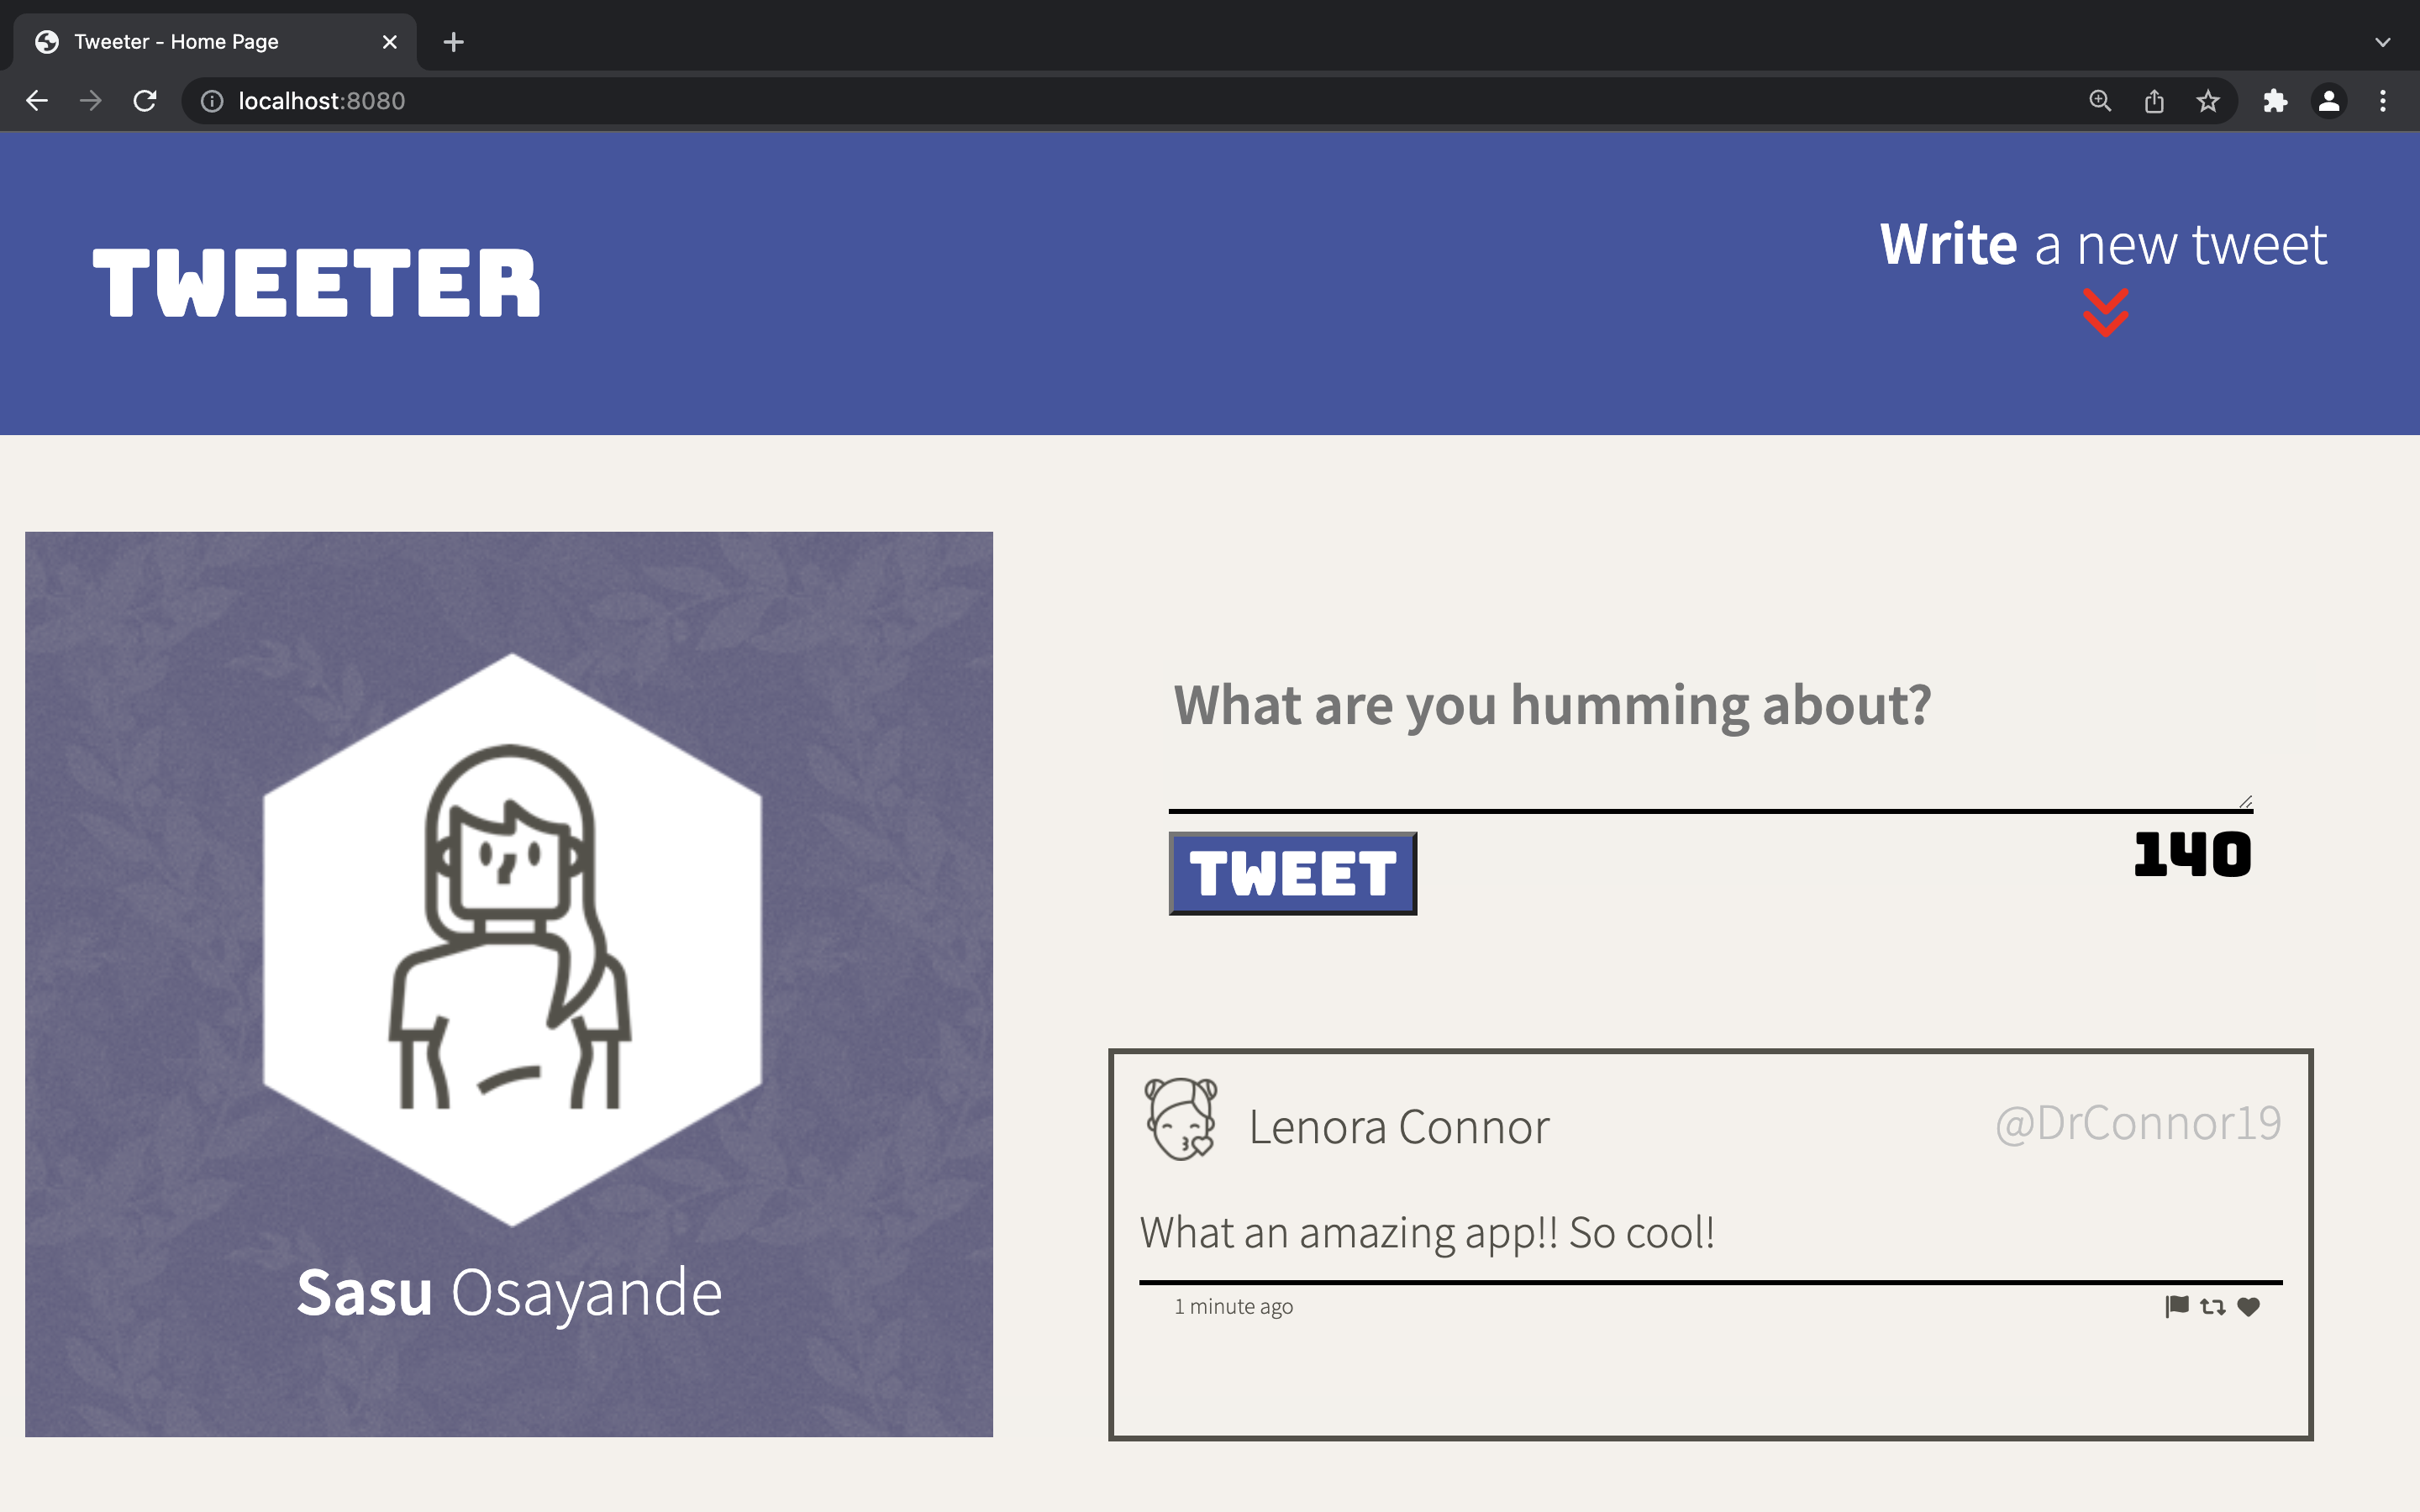 Tweeter - Home Page
localhost:8080
TWEETER
Write a new tweet
Sasu Osayande
What are you humming about?
TWEET
140
Lenora Connor
@DrConnor19
What an amazing app!! So cool!
1 minute ago